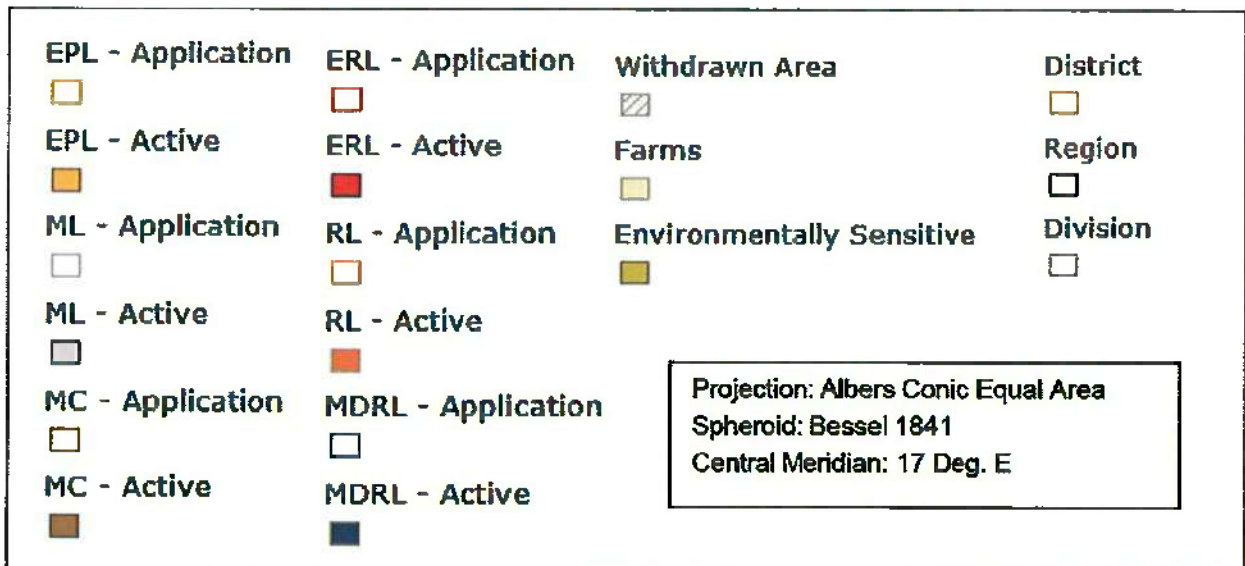 EPL - Application
EPL - Active
ML - Application
ML - Active
MC - Application
MC - Active
ERL - Application
ERL - Active
RL - Application
RL - Active
MDRL - Application
MDRL - Active
Withdrawn Area
Farms
Environmentally Sensitive
District
Region
Division
Projection: Albers Conic Equal Area
Spheroid: Bessel 1841
Central Meridian: 17 Deg. E